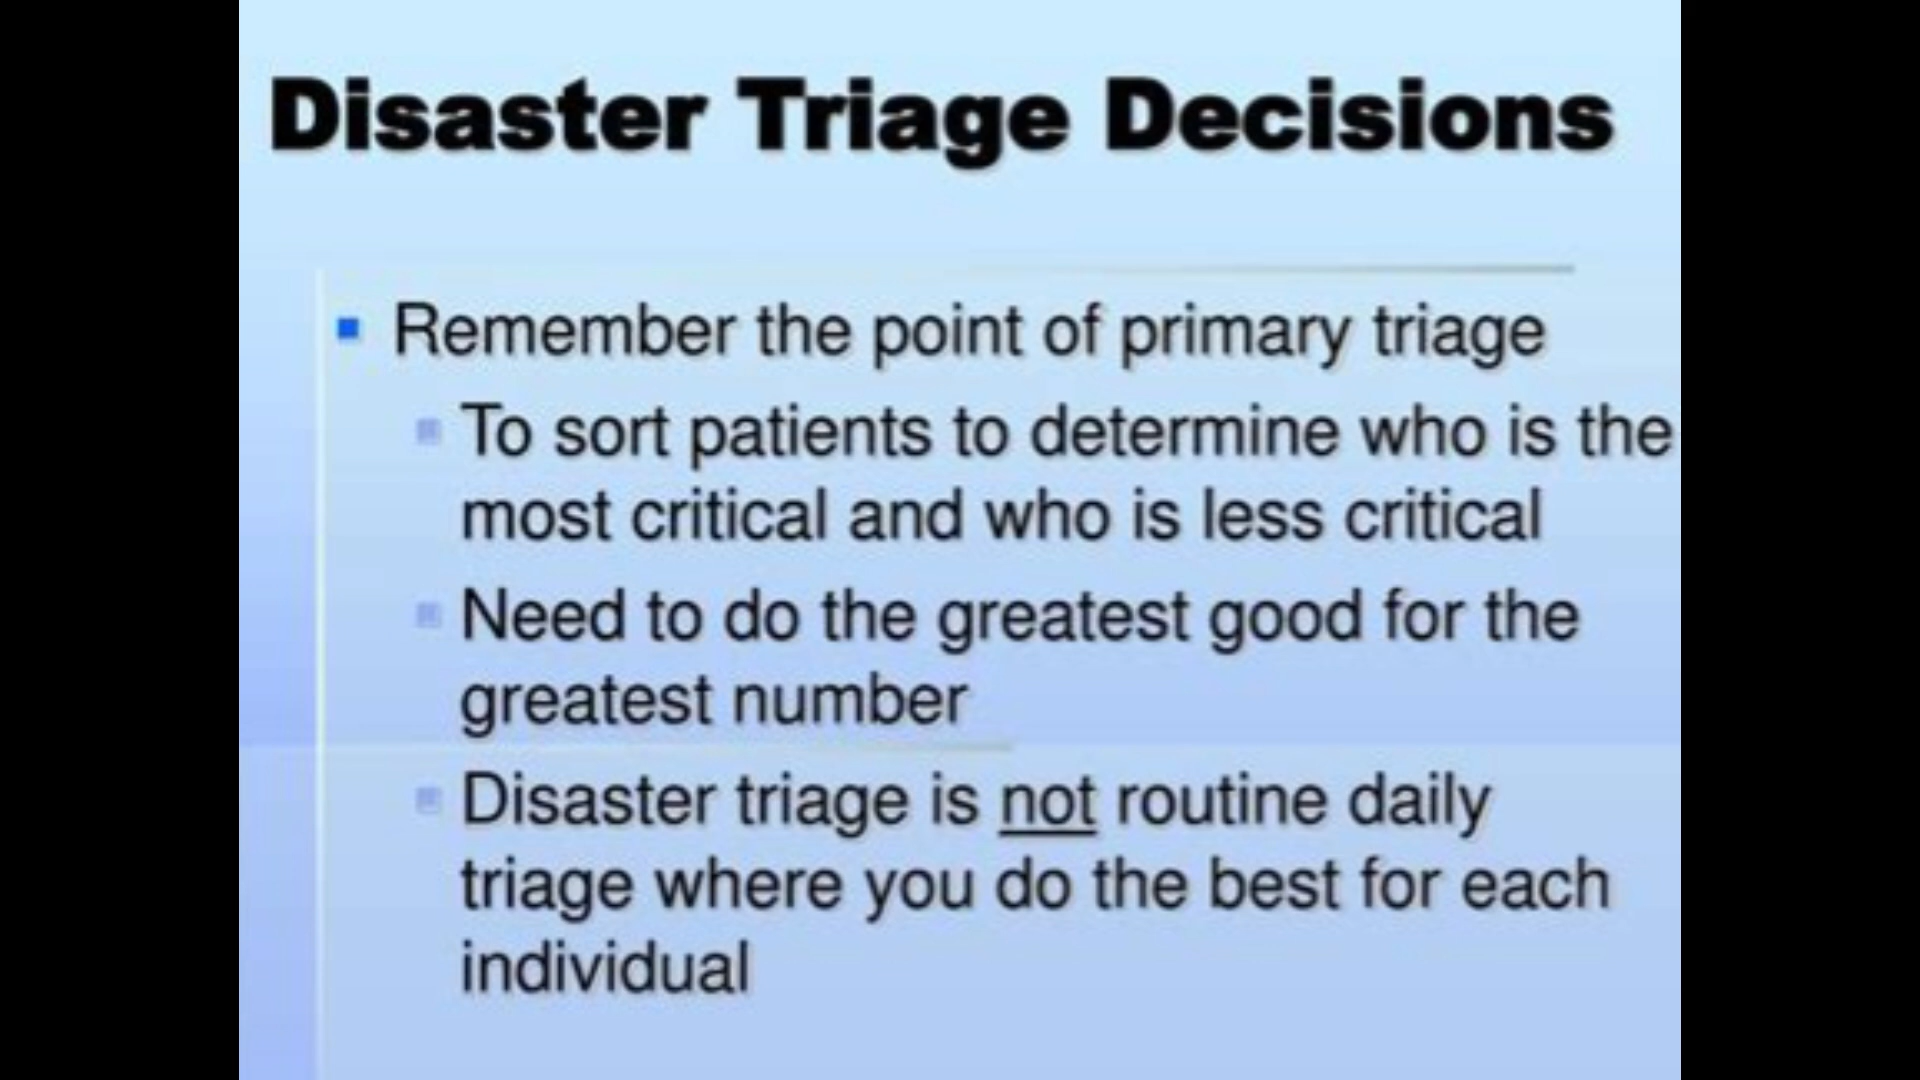 Disaster Triage Decisions
Remember the point of primary triage
To sort patients to determine who is the
most critical and who is less critical
Need to do the greatest good for the
greatest number
Disaster triage is not routine daily
triage where you do the best for each
individual